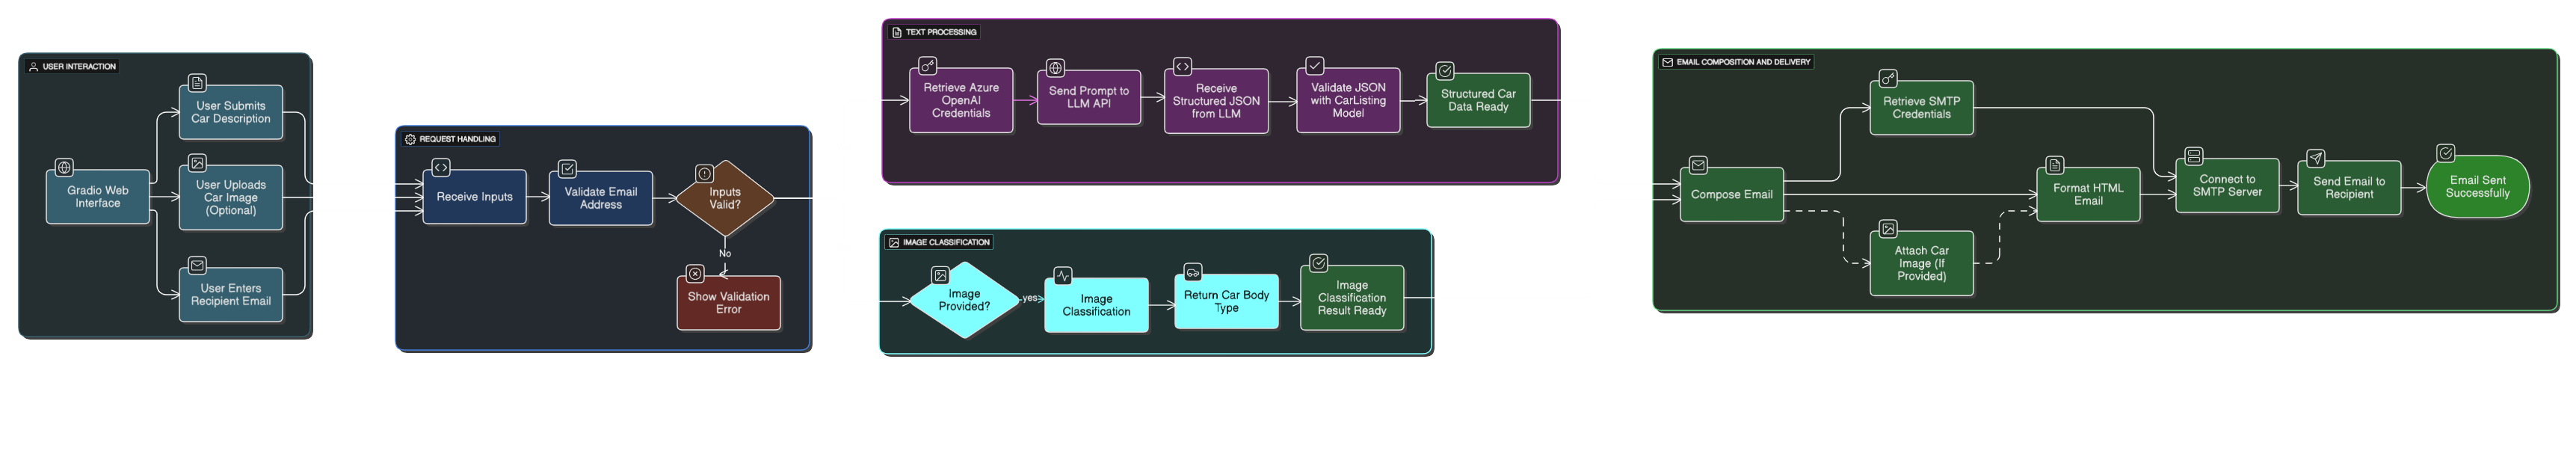 USER INTERACTION
Gradio Web
Interface
User Submits
Car Description
User Uploads
Car Image
(Optional)
User Enters
Recipient Email
REQUEST HANDLING
Receive Inputs
Validate Email
Address
Inputs
Valid?
No
Show Validation
Error
TEXT PROCESSING
Retrieve Azure
OpenAI
Credentials
Send Prompt to
LLM API
Receive
Structured JSON
from LLM
Validate JSON
with CarListing
Model
Structured Car
Data Ready
IMAGE CLASSIFICATION
Image
Provided?
yes
Image
Classification
Return Car Body
Type
Image
Classification
Result Ready
EMAIL COMPOSITION AND DELIVERY
Compose Email
Retrieve SMTP
Credentials
Attach Car
Image (If
Provided)
Format HTML
Email
Connect to
SMTP Server
Send Email to
Recipient
Email Sent
Successfully